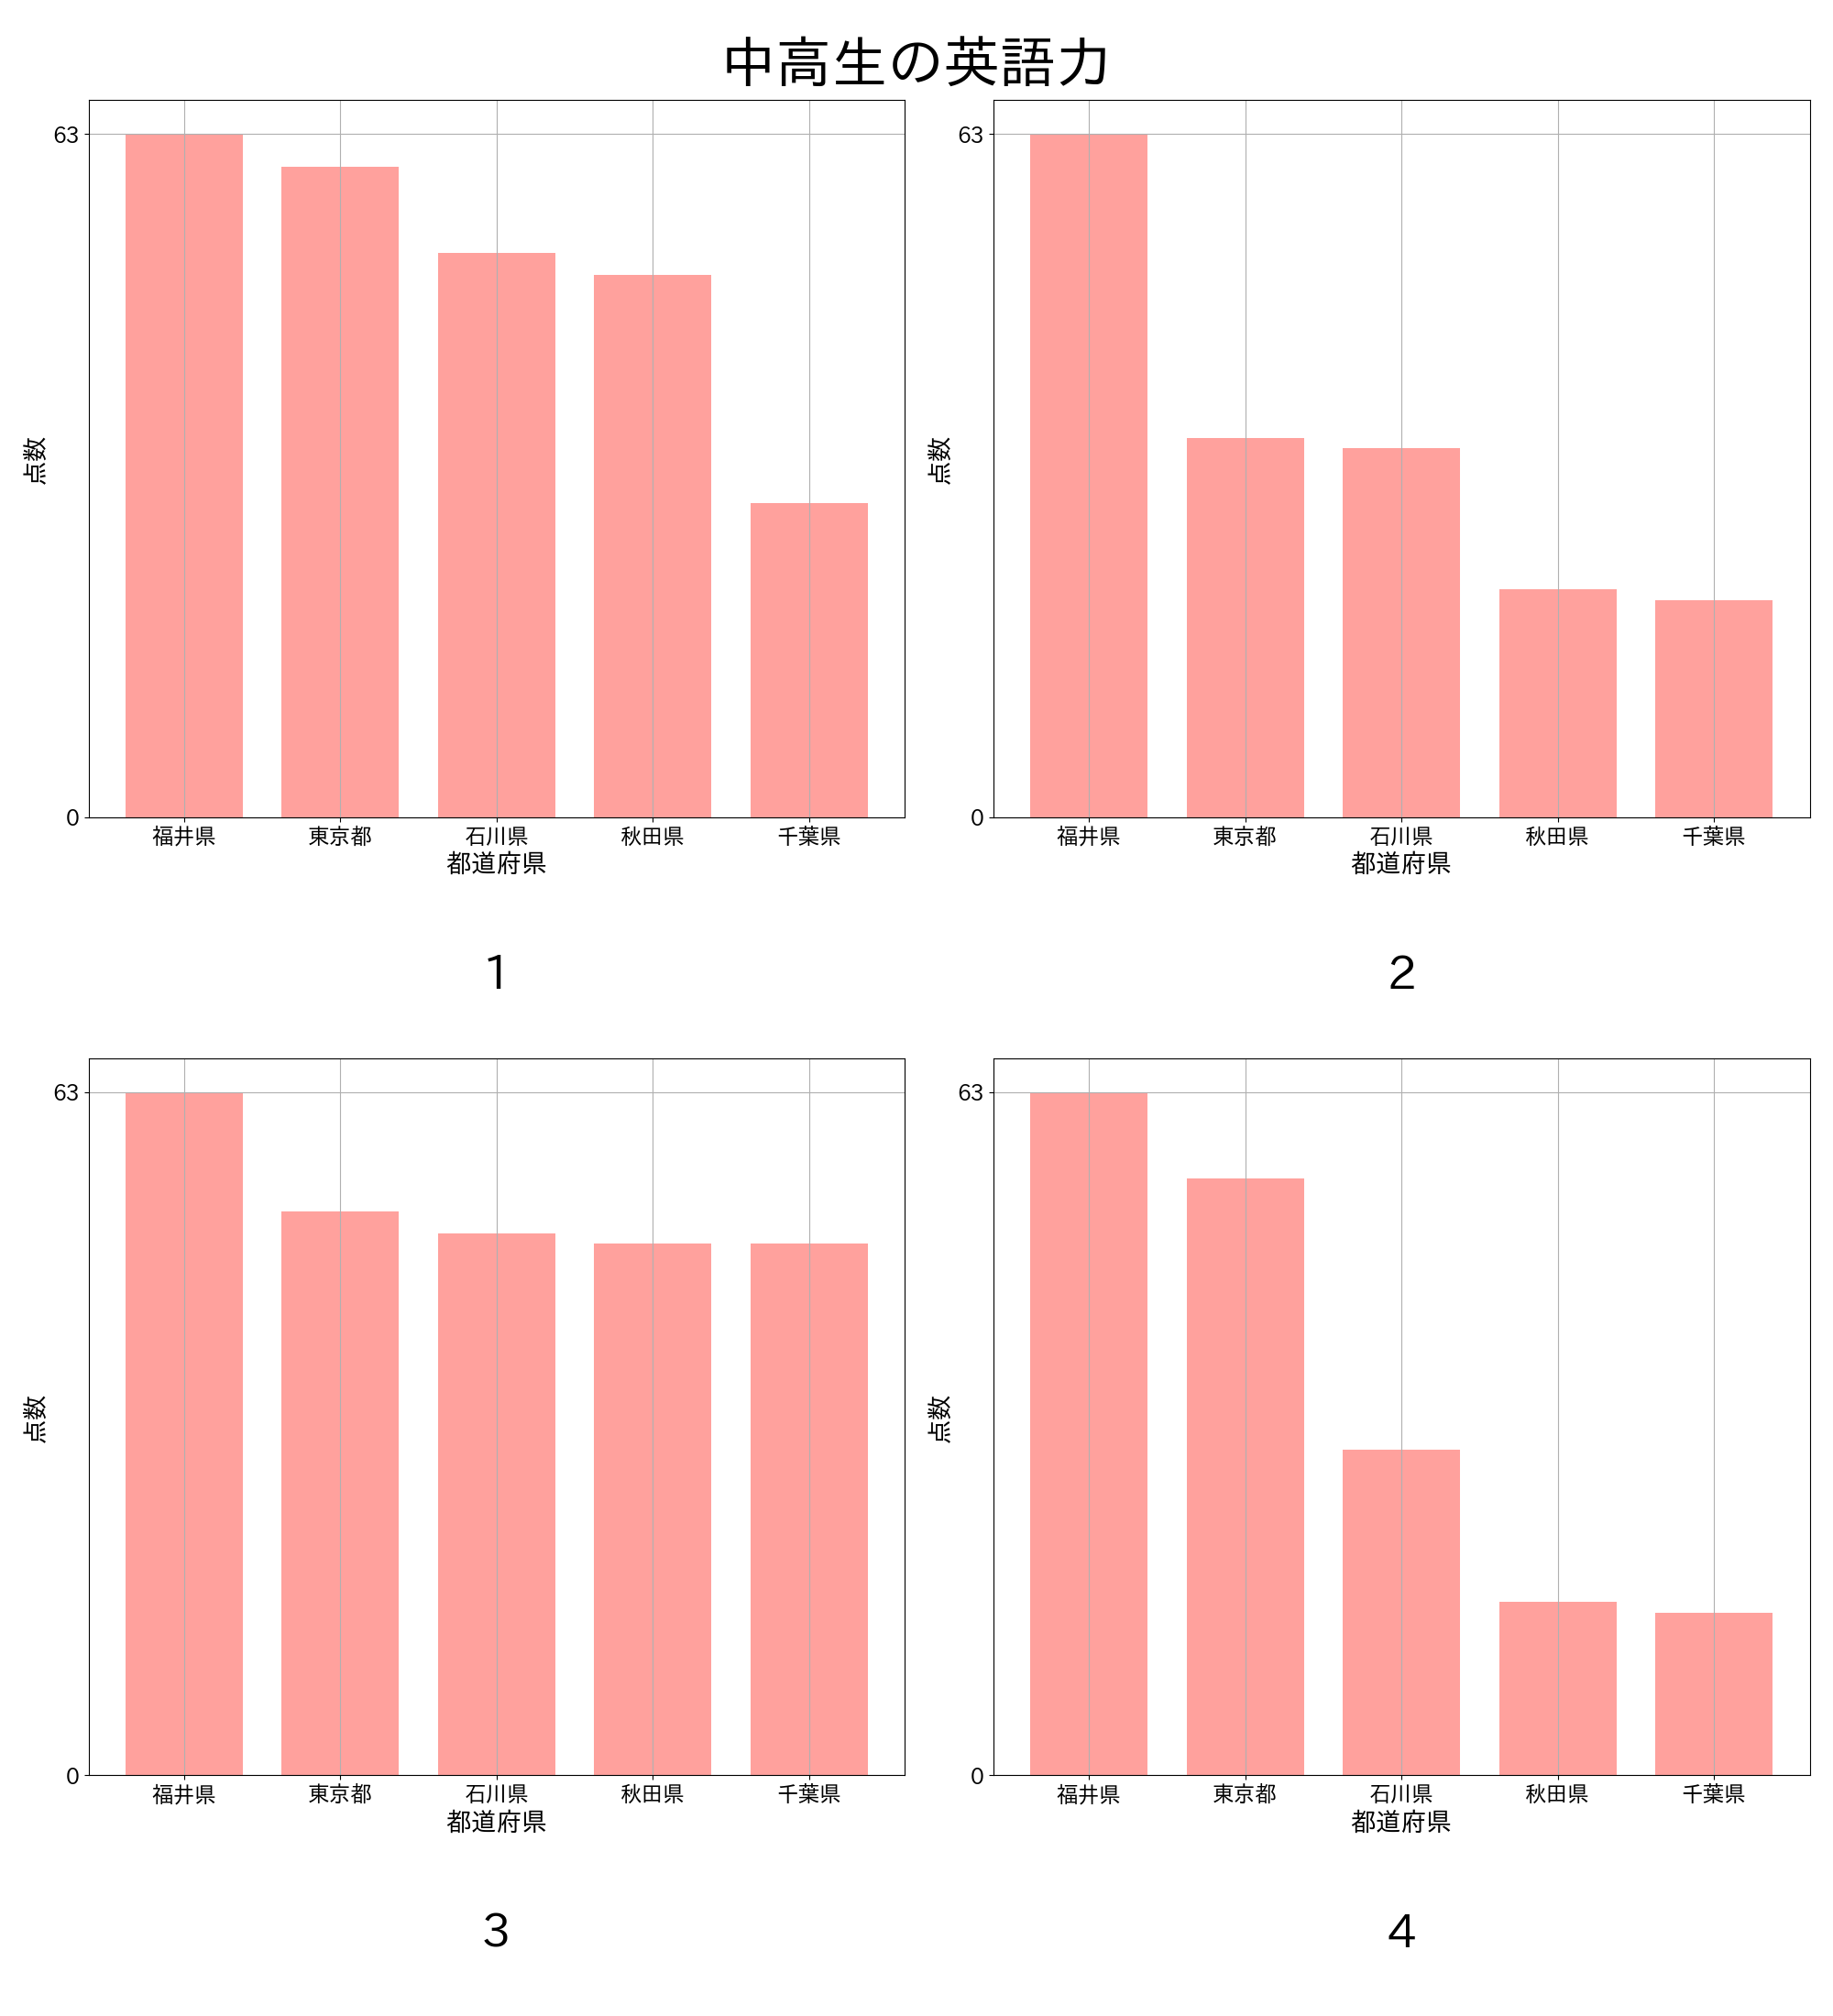 中高生の英語力
63
0
点数
福井県 東京都 石川県 秋田県 千葉県
都道府県
1
63
0
点数
福井県 東京都 石川県 秋田県 千葉県
都道府県
2
63
0
点数
福井県 東京都 石川県 秋田県 千葉県
都道府県
3
63
0
点数
福井県 東京都 石川県 秋田県 千葉県
都道府県
4